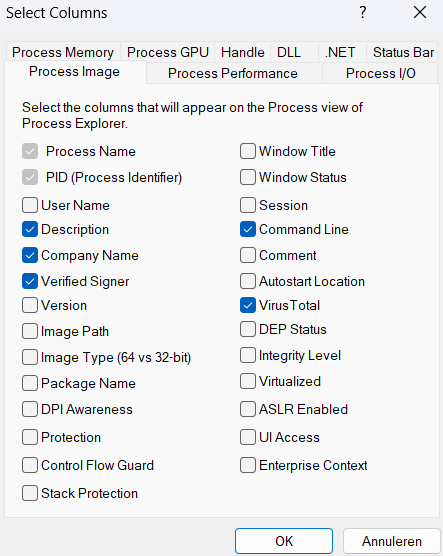 Select Columns
?
Process Memory Process GPU Handle DLL .NET Status Bar
Process Image Process Performance Process I/O
Select the columns that will appear on the Process view of
Process Explorer.
Process Name
PID (Process Identifier)
User Name
Description
Company Name
Verified Signer
Version
Image Path
Image Type (64 vs 32-bit)
Package Name
DPI Awareness
Protection
Control Flow Guard
Stack Protection
Window Title
Window Status
Session
Command Line
Comment
Autostart Location
VirusTotal
DEP Status
Integrity Level
Virtualized
ASLR Enabled
UI Access
Enterprise Context
OK Annuleren